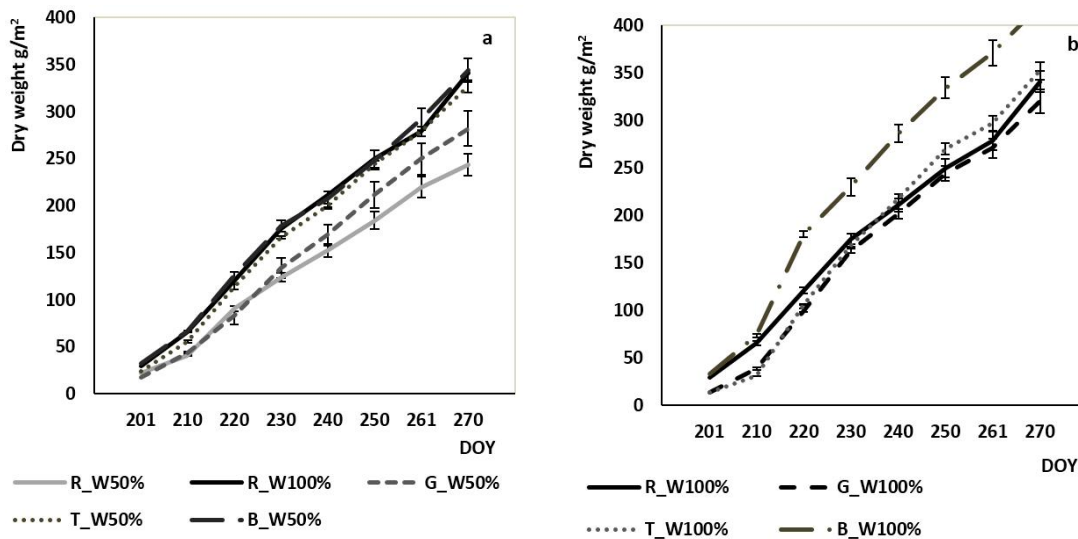 400
350
300
250
200
150
100
50
0
Dry weight g/m²
a
201 210 220 230 240 250 261 270
DOY
R_W50% R_W100% G_W50%
T_W50% B_W50%
400
350
300
250
200
150
100
50
0
Dry weight g/m²
b
201 210 220 230 240 250 261 270
DOY
R_W100% G_W100%
T_W100% B_W100%